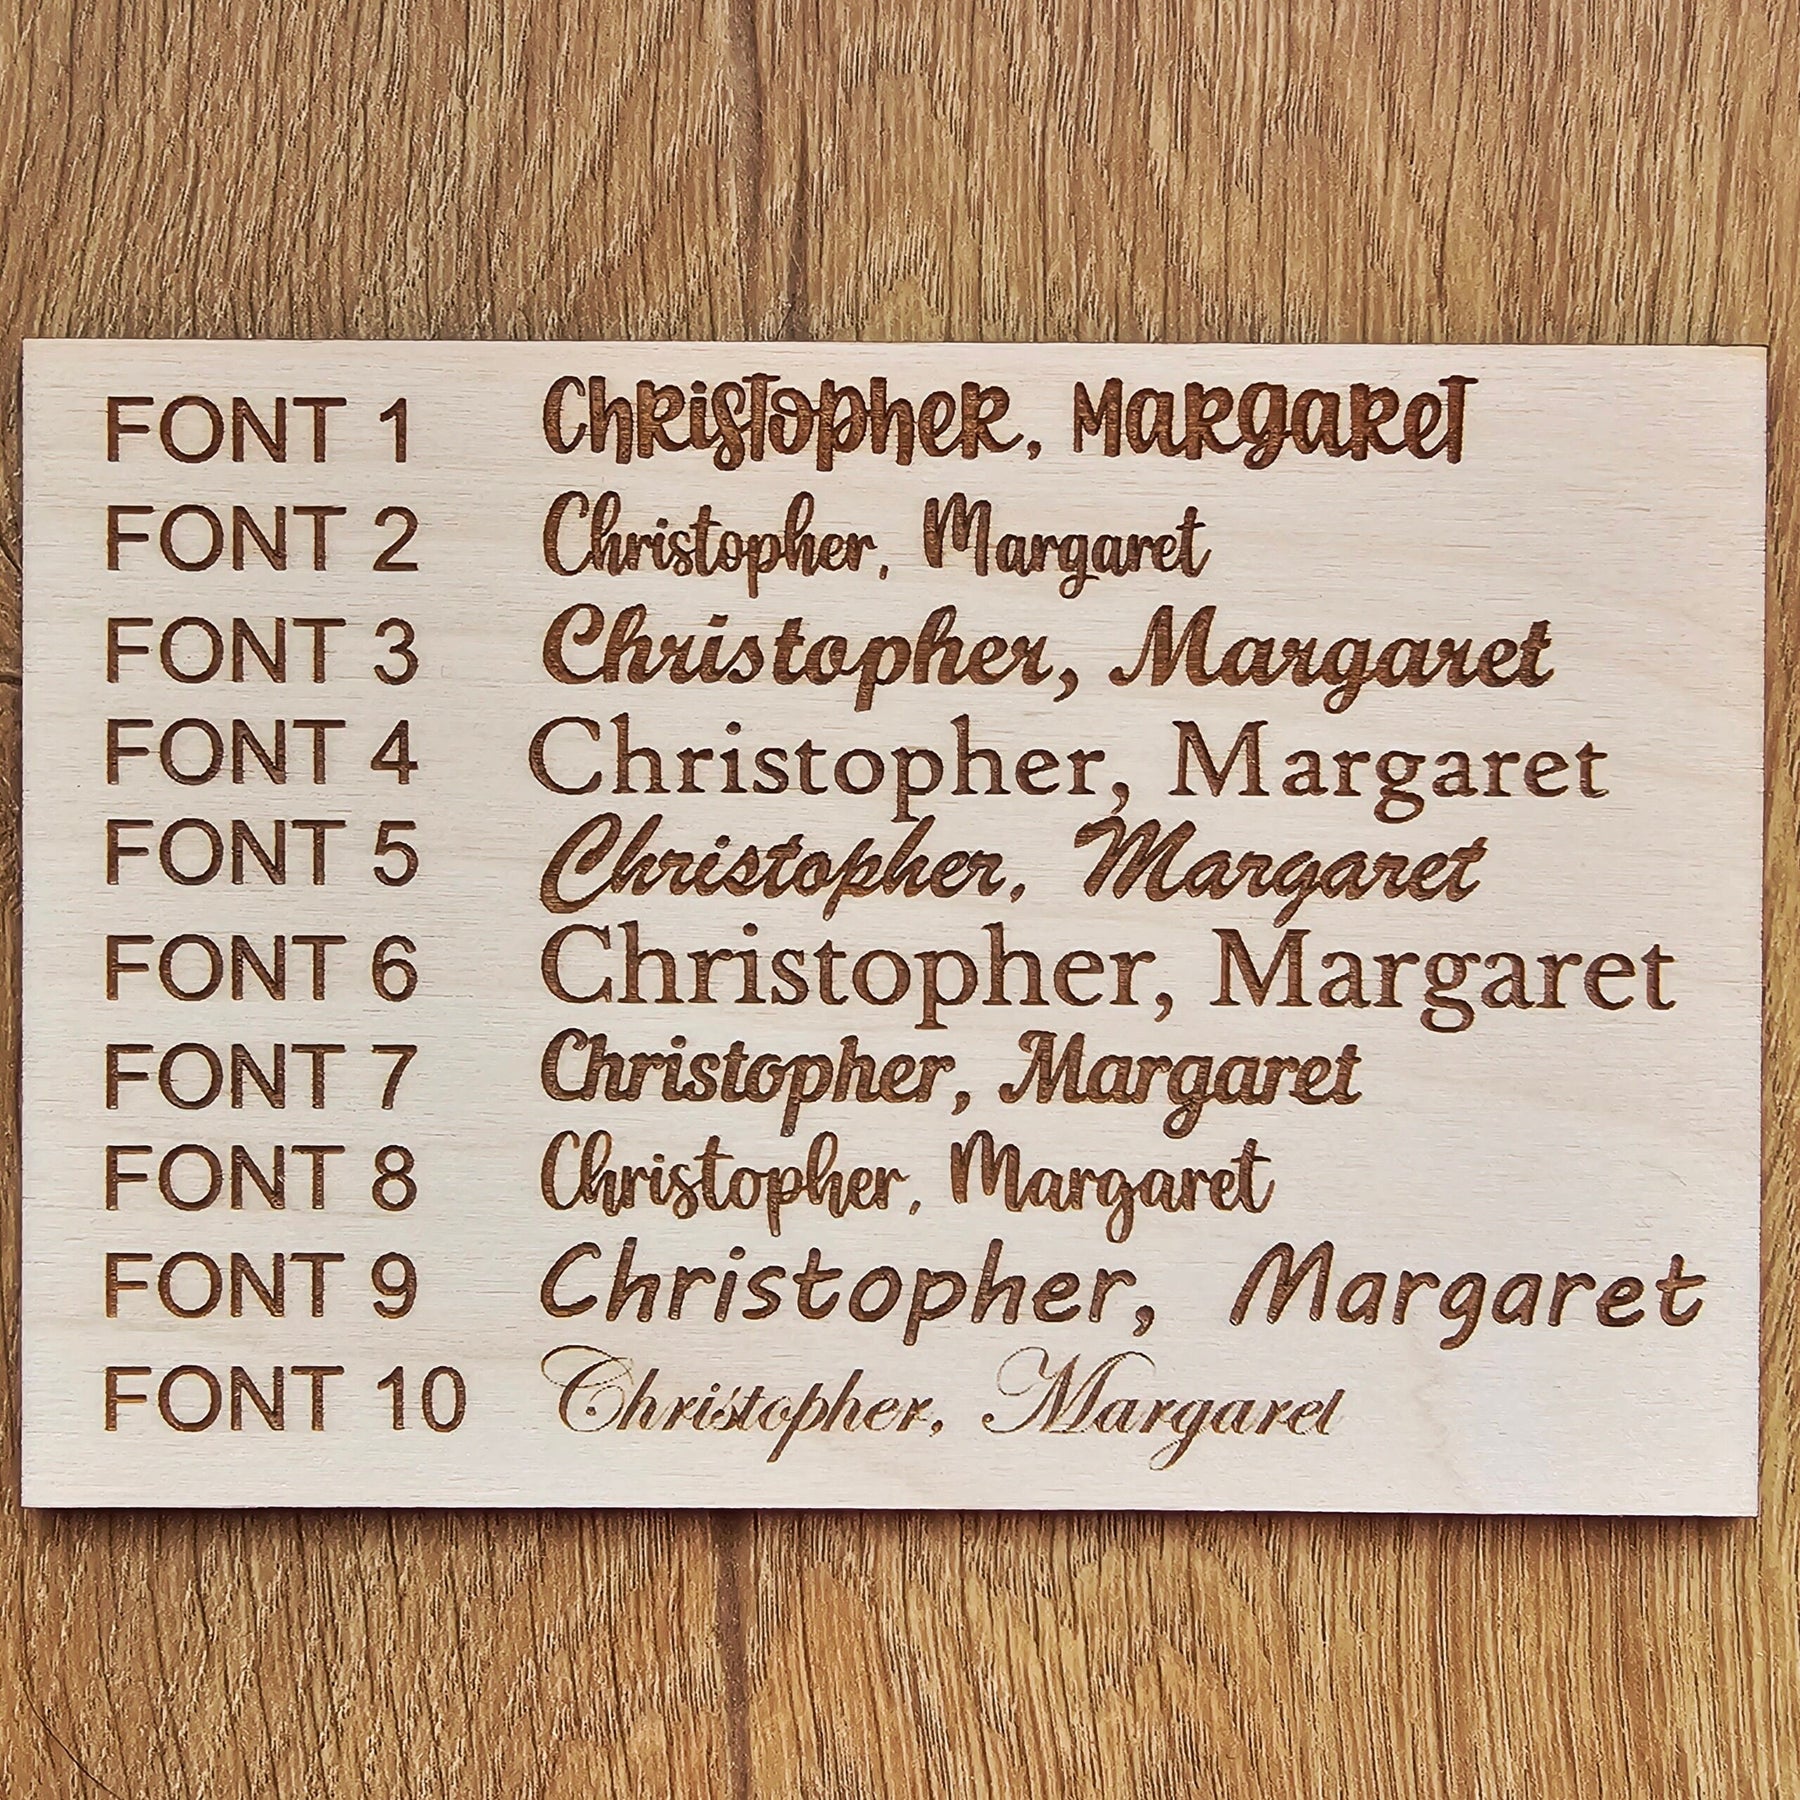 FONT 1 Christopher, Margaret
FONT 2 Christopher, Margaret
FONT 3 Christopher, Margaret
FONT 4 Christopher, Margaret
FONT 5 Christopher, Margaret
FONT 6 Christopher, Margaret
FONT 7 Christopher, Margaret
FONT 8 Christopher, Margaret
FONT 9 Christopher, Margaret
FONT 10 Christopher, Margaret